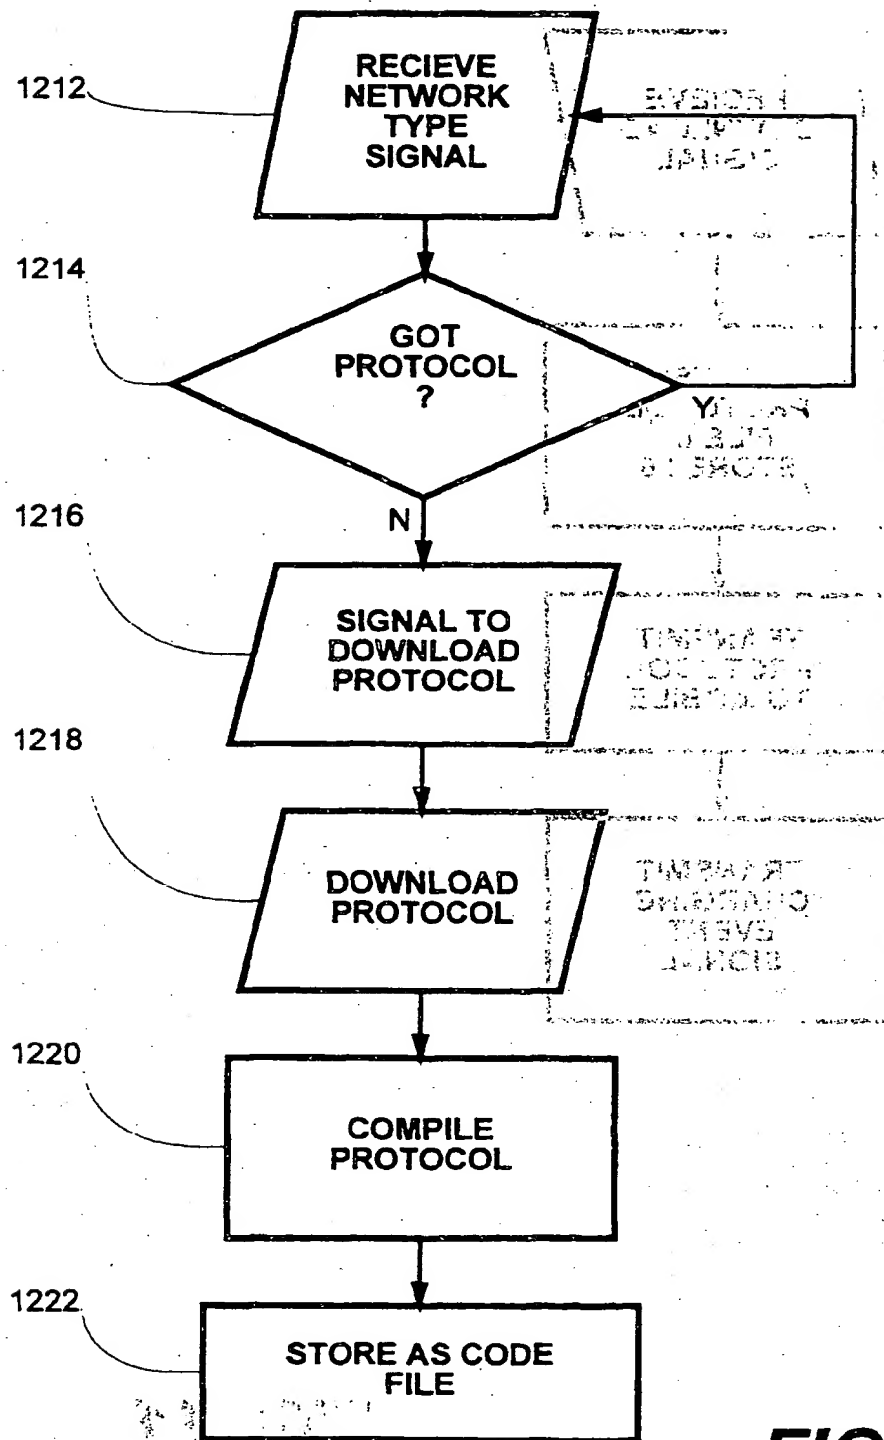 1212
RECIEVE
NETWORK
TYPE
SIGNAL
1214
GOT
PROTOCOL
?
Y
N
1216
SIGNAL TO
DOWNLOAD
PROTOCOL
1218
DOWNLOAD
PROTOCOL
1220
COMPILE
PROTOCOL
1222
STORE AS CODE
FILE